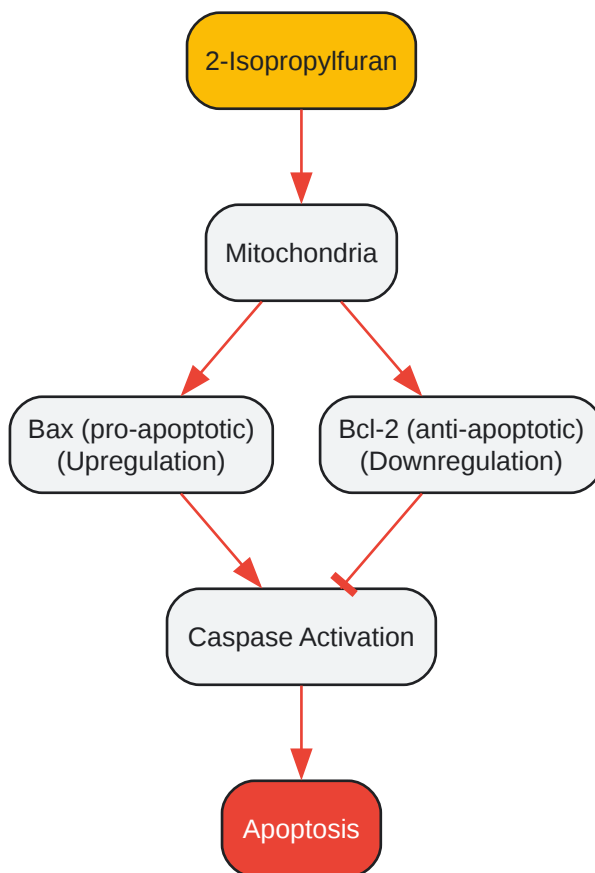 2-Isopropylfuran
Mitochondria
Bax (pro-apoptotic)
(Upregulation)
Bcl-2 (anti-apoptotic)
(Downregulation)
Caspase Activation
Apoptosis